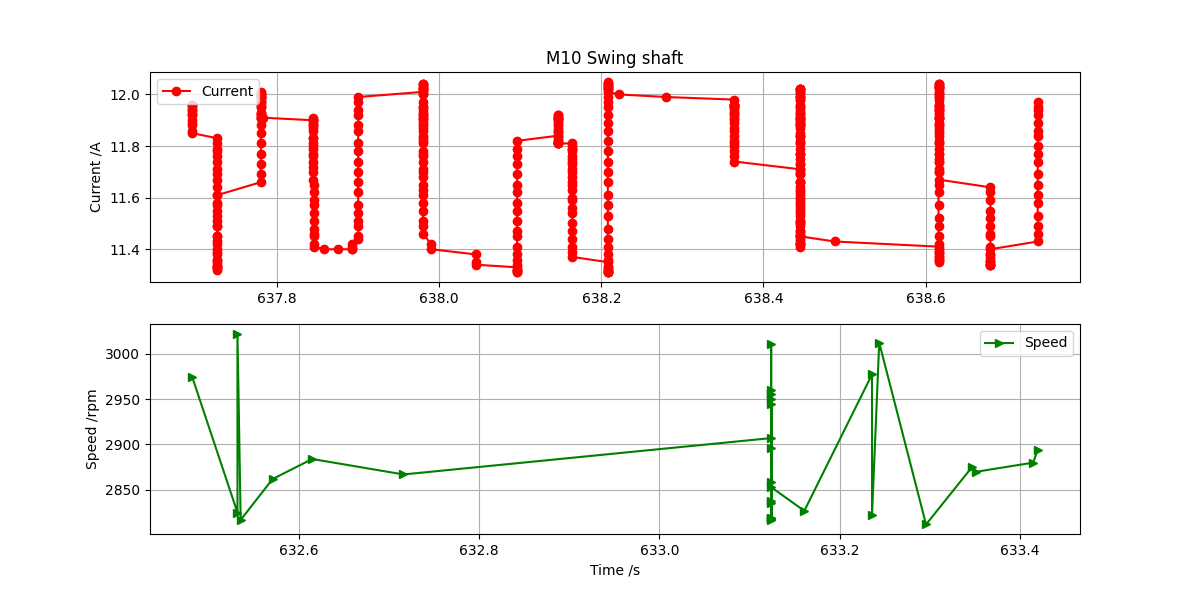 M10 Swing shaft
Current
Current /A
12.0
11.8
11.6
11.4
637.8 638.0 638.2 638.4 638.6
Speed
Speed /rpm
3000
2950
2900
2850
632.6 632.8 633.0 633.2 633.4
Time /s